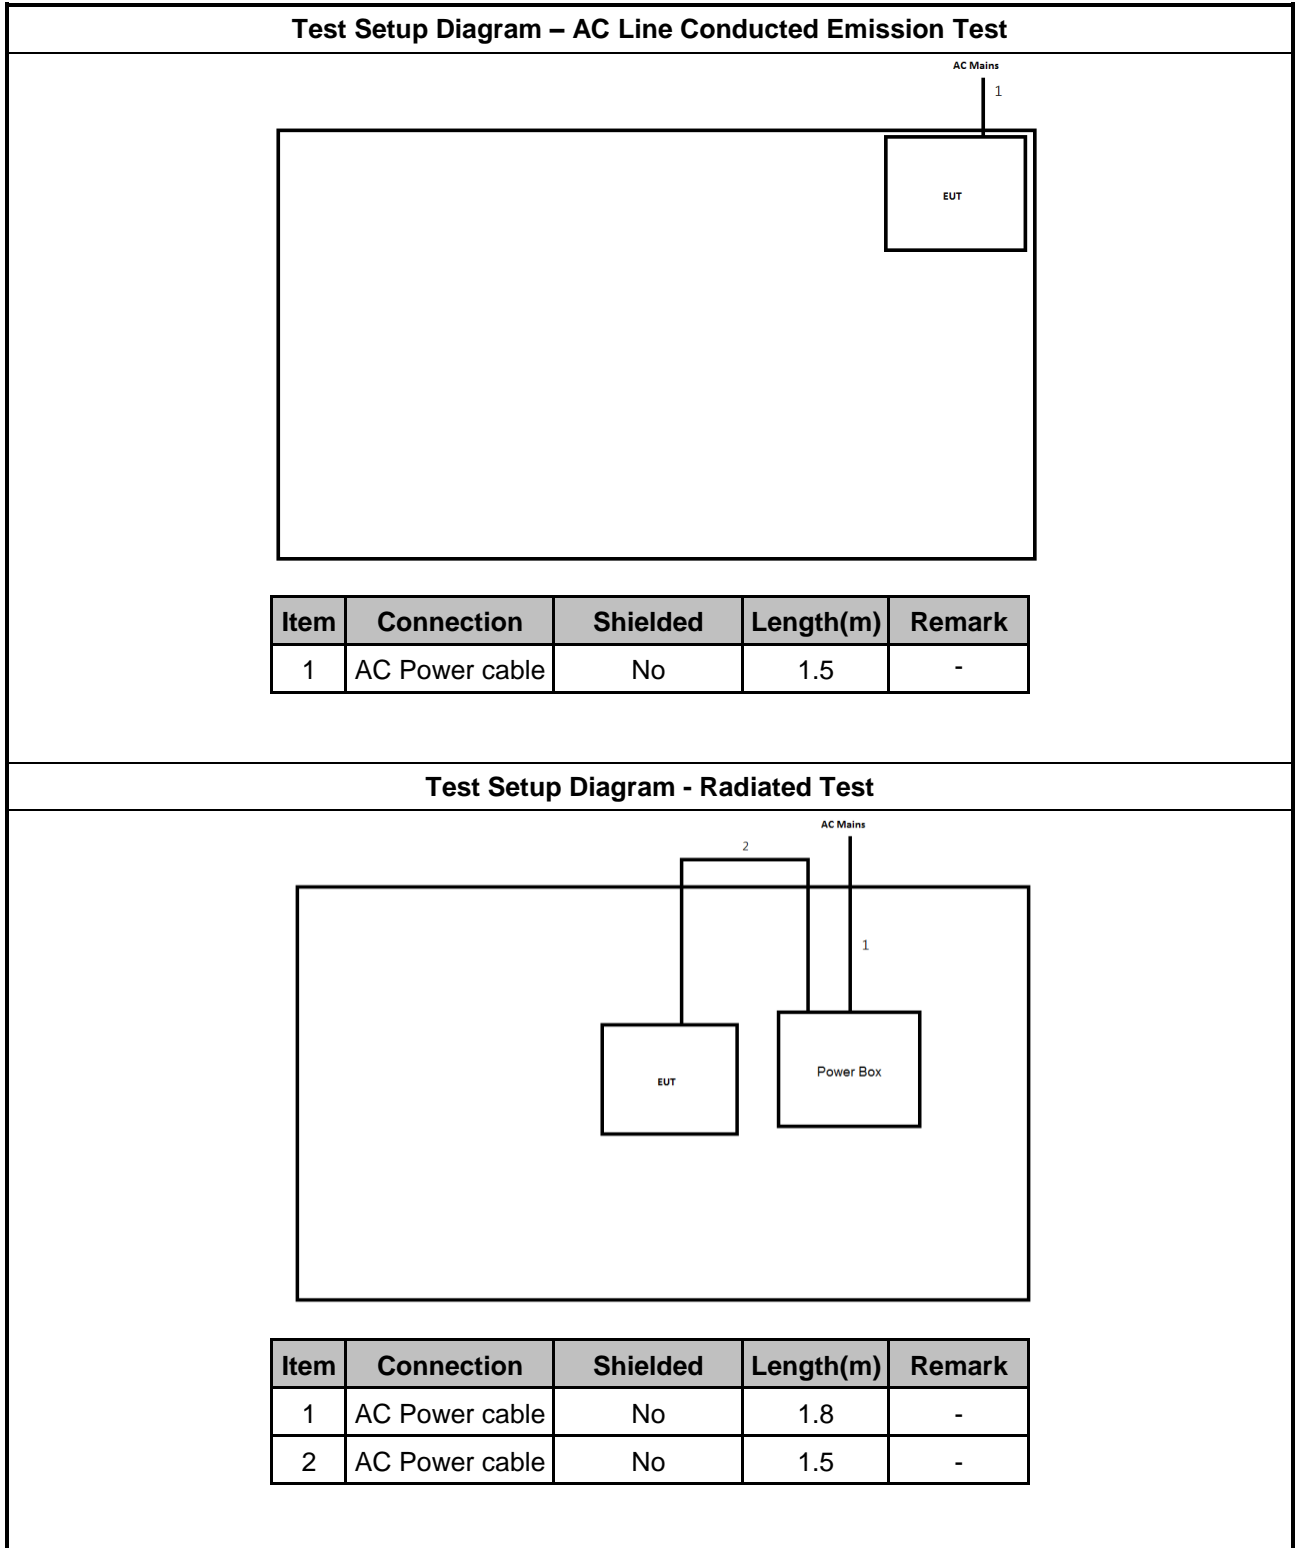 Test Setup Diagram – AC Line Conducted Emission Test
AC Mains
1
EUT
Item Connection Shielded Length(m) Remark
1 AC Power cable No 1.5 -
Test Setup Diagram - Radiated Test
AC Mains
2
1
EUT
Power Box
Item Connection Shielded Length(m) Remark
1 AC Power cable No 1.8 -
2 AC Power cable No 1.5 -